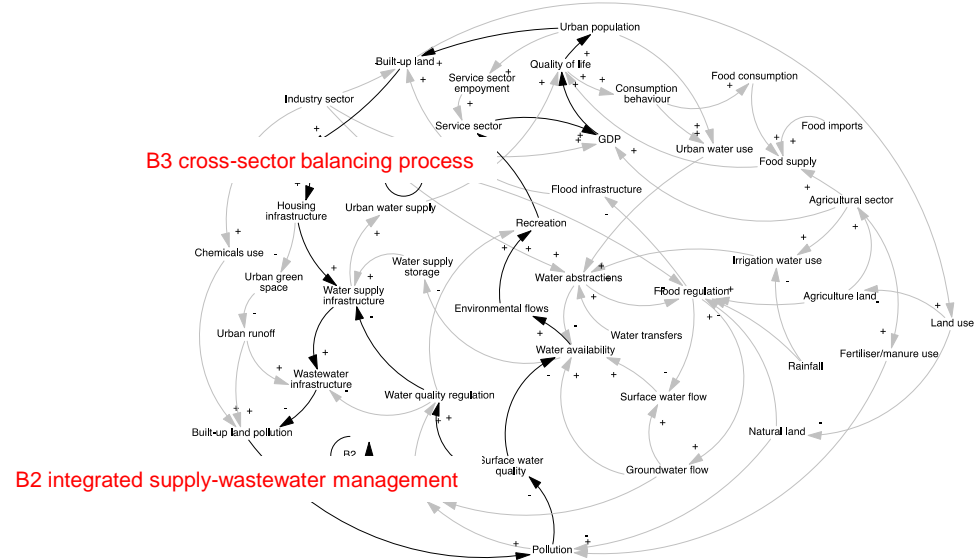 Urban population
Built-up land
Quality of life
Service sector
empoyment
Food consumption
Consumption
behaviour
Industry sector
Service sector
GDP
Food imports
Urban water use
Food supply
B3 cross-sector balancing process
Flood infrastructure
Agricultural sector
Housing
infrastructure
Urban water supply
Recreation
Chemicals use
Urban green
space
Water supply
storage
Water abstractions
Irrigation water use
Water supply
infrastructure
Flood regulation
Agriculture land
Environmental flows
Land use
Urban runoff
Water transfers
Water availability
Fertiliser/manure use
Rainfall
Wastewater
infrastructure
Water quality regulation
Surface water flow
Built-up land pollution
Natural land
B2
Surface water
quality
Groundwater flow
B2 integrated supply-wastewater management
Pollution